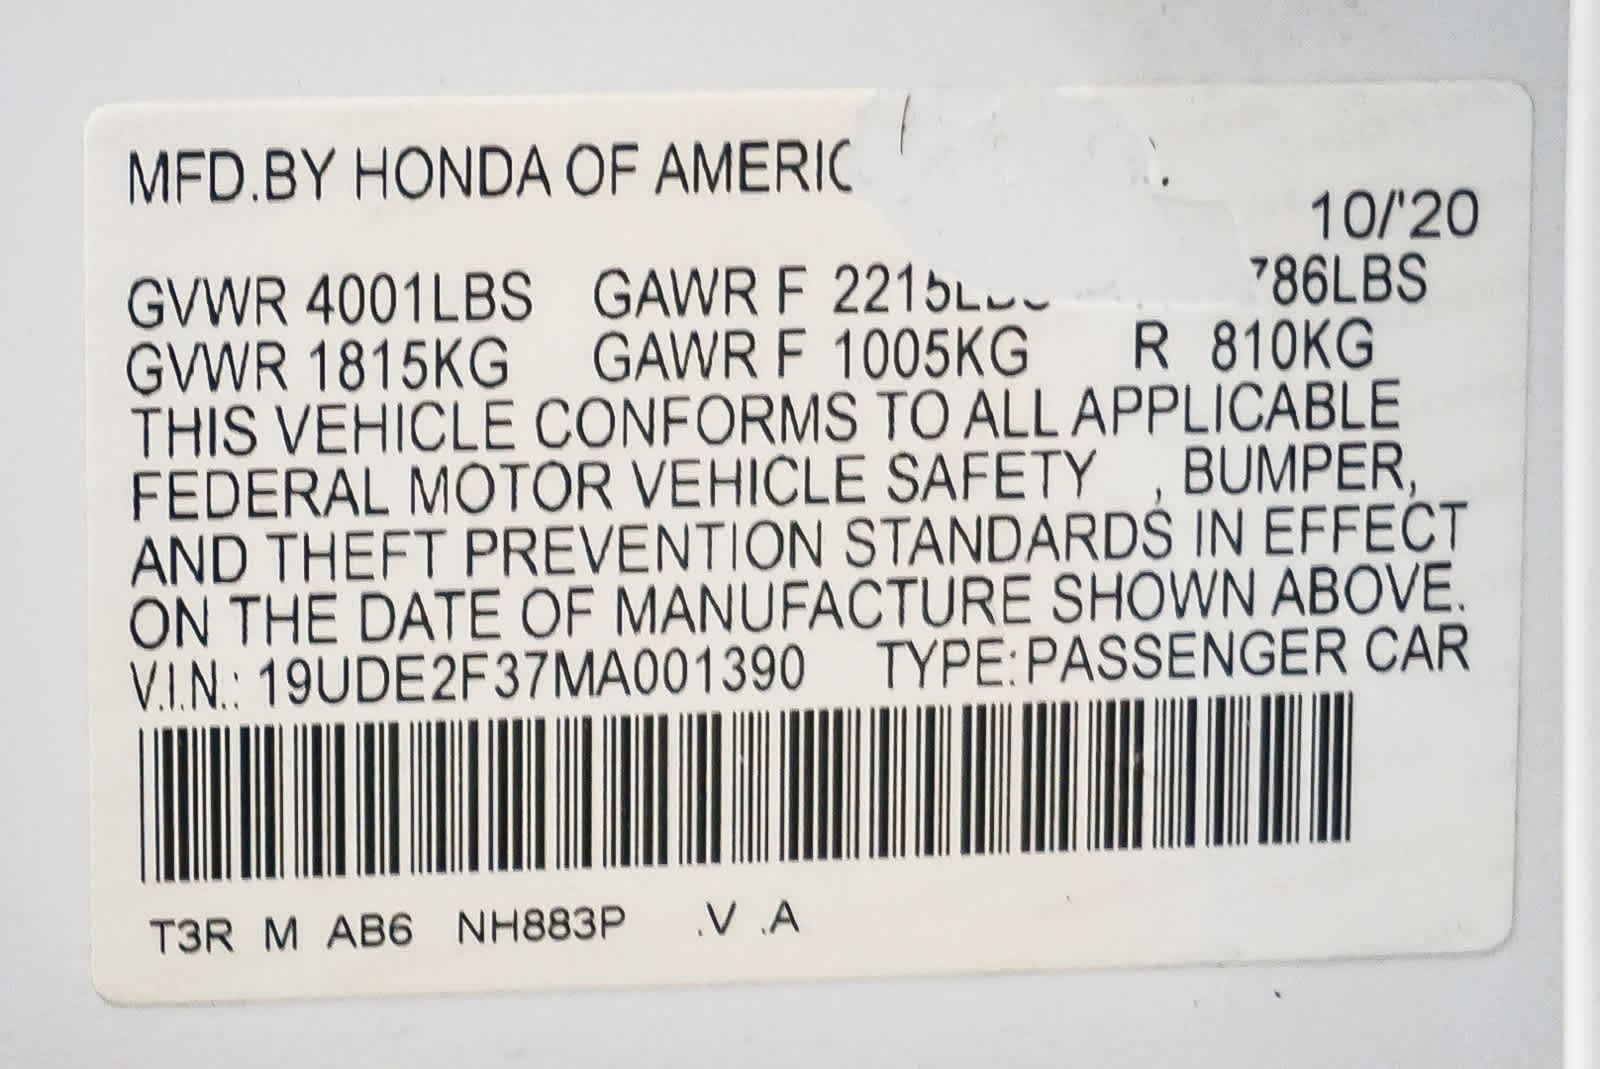 MFD.BY HONDA OF AMERIC
10/'20
GVWR 4001LBS GAWR F 2215LBS 786LBS
GVWR 1815KG GAWR F 1005KG R 810KG
THIS VEHICLE CONFORMS TO ALL APPLICABLE
FEDERAL MOTOR VEHICLE SAFETY , BUMPER,
AND THEFT PREVENTION STANDARDS IN EFFECT
ON THE DATE OF MANUFACTURE SHOWN ABOVE.
V.I.N.: 19UDE2F37MA001390 TYPE:PASSENGER CAR
T3R M AB6 NH883P .V .A